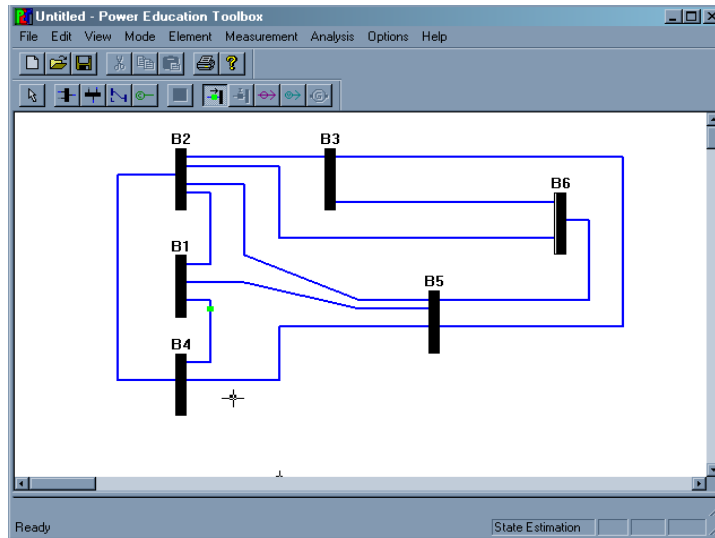 Untitled - Power Education Toolbox
File Edit View Mode Element Measurement Analysis Options Help
B2 B3
B6
B1
B5
B4
Ready State Estimation